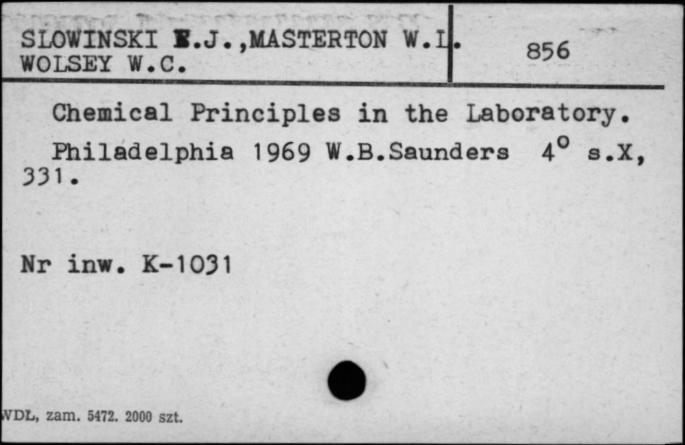 SLOWINSKI E.J.,MASTERTON W.L.
856
WOLSEY W.C.
Chemical Principles in the Laboratory.
Philadelphia 1969 W.B.Saunders 4° s.X,
331.
Nr inw. K-1031
WDŁ, zam. 5472. 2000 szt.